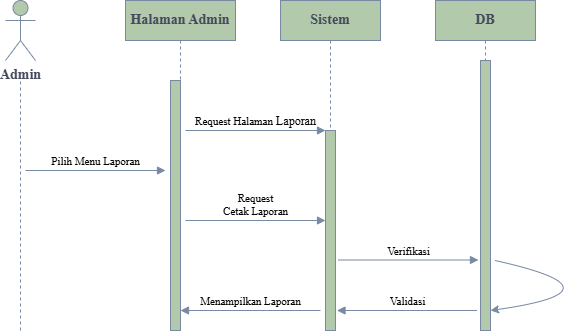 Halaman Admin
Sistem
DB
Admin
Request Halaman Laporan
Pilih Menu Laporan
Request
Cetak Laporan
Verifikasi
Menampilkan Laporan
Validasi